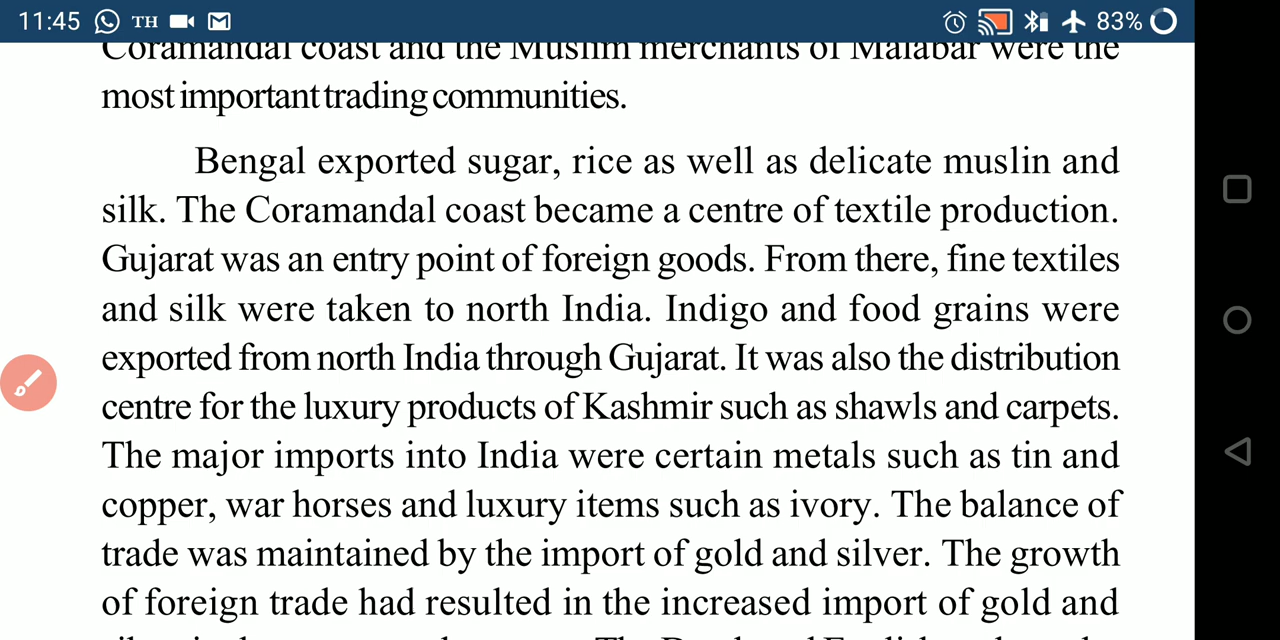 11:45 TH 83%
Coramandal coast and the Muslim merchants of Malabar were the
most important trading communities.
Bengal exported sugar, rice as well as delicate muslin and
silk. The Coramandal coast became a centre of textile production.
Gujarat was an entry point of foreign goods. From there, fine textiles
and silk were taken to north India. Indigo and food grains were
exported from north India through Gujarat. It was also the distribution
centre for the luxury products of Kashmir such as shawls and carpets.
The major imports into India were certain metals such as tin and
copper, war horses and luxury items such as ivory. The balance of
trade was maintained by the import of gold and silver. The growth
of foreign trade had resulted in the increased import of gold and